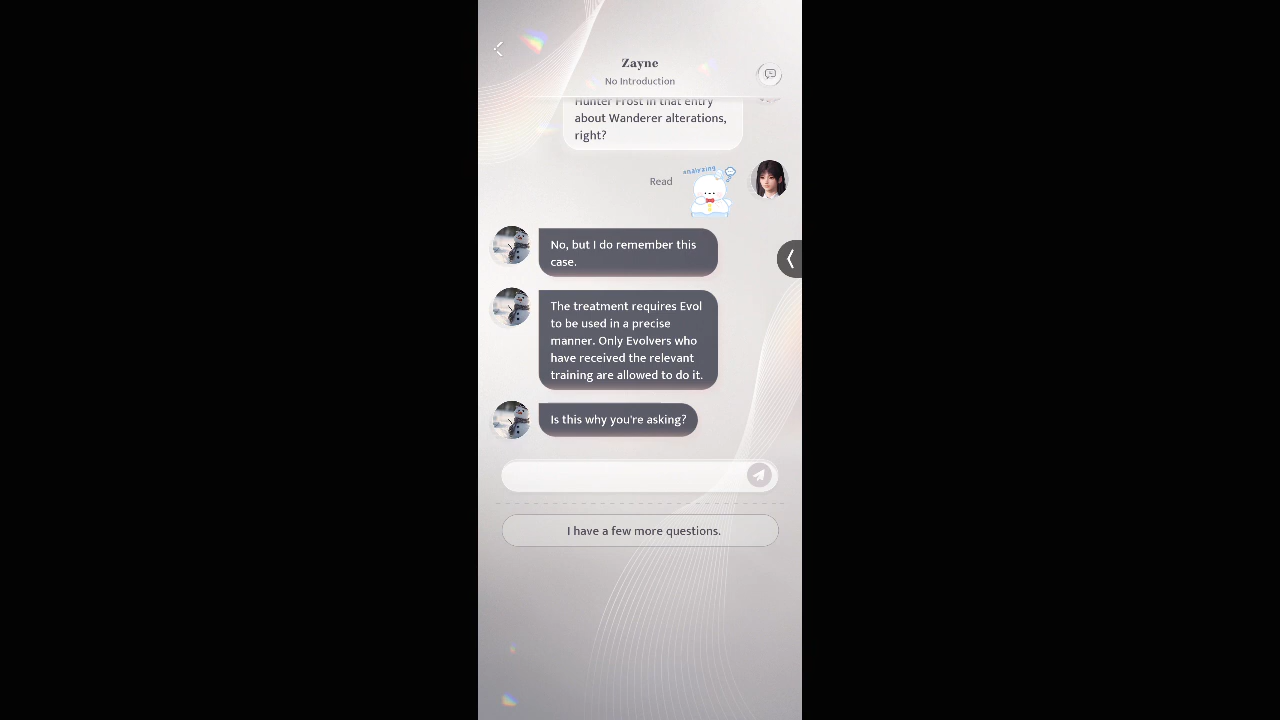 Zayne
No Introduction
Hunter Frost in that entry
about Wanderer alterations,
right?
analyzing
Read
No, but I do remember this
case.
The treatment requires Evol
to be used in a precise
manner. Only Evolvers who
have received the relevant
training are allowed to do it.
Is this why you're asking?
I have a few more questions.